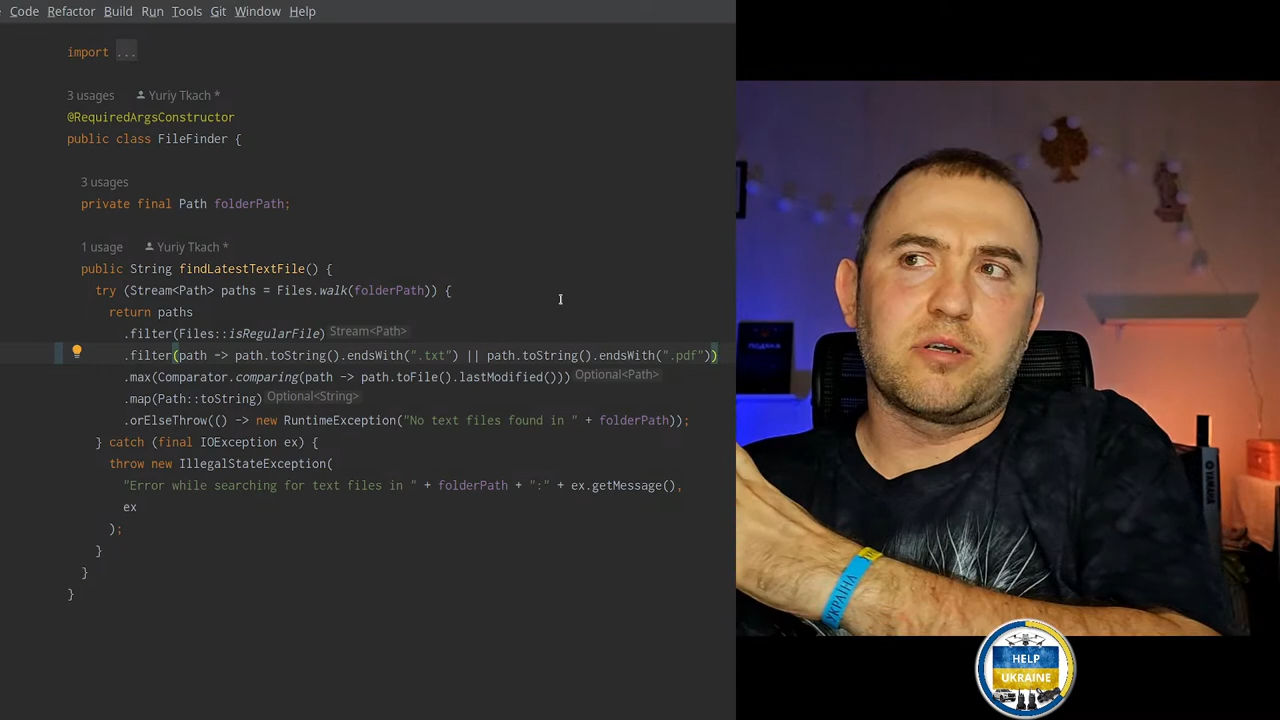 Code Refactor Build Run Tools Git Window Help
import ...
3 usages Yuriy Tkach *
@RequiredArgsConstructor
public class FileFinder {
3 usages
private final Path folderPath;
1 usage Yuriy Tkach *
public String findLatestTextFile() {
try (Stream<Path> paths = Files.walk(folderPath)) {
return paths
.filter(Files::isRegularFile) Stream<Path>
.filter(path -> path.toString().endsWith(".txt") || path.toString().endsWith(".pdf"))
.max(Comparator.comparing(path -> path.toFile().lastModified())) Optional<Path>
.map(Path::toString) Optional<String>
.orElseThrow(() -> new RuntimeException("No text files found in " + folderPath));
} catch (final IOException ex) {
throw new IllegalStateException(
"Error while searching for text files in " + folderPath + ":" + ex.getMessage(),
ex
);
}
}
}
YAMAHA
УКРАЇНА
HELP
UKRAINE